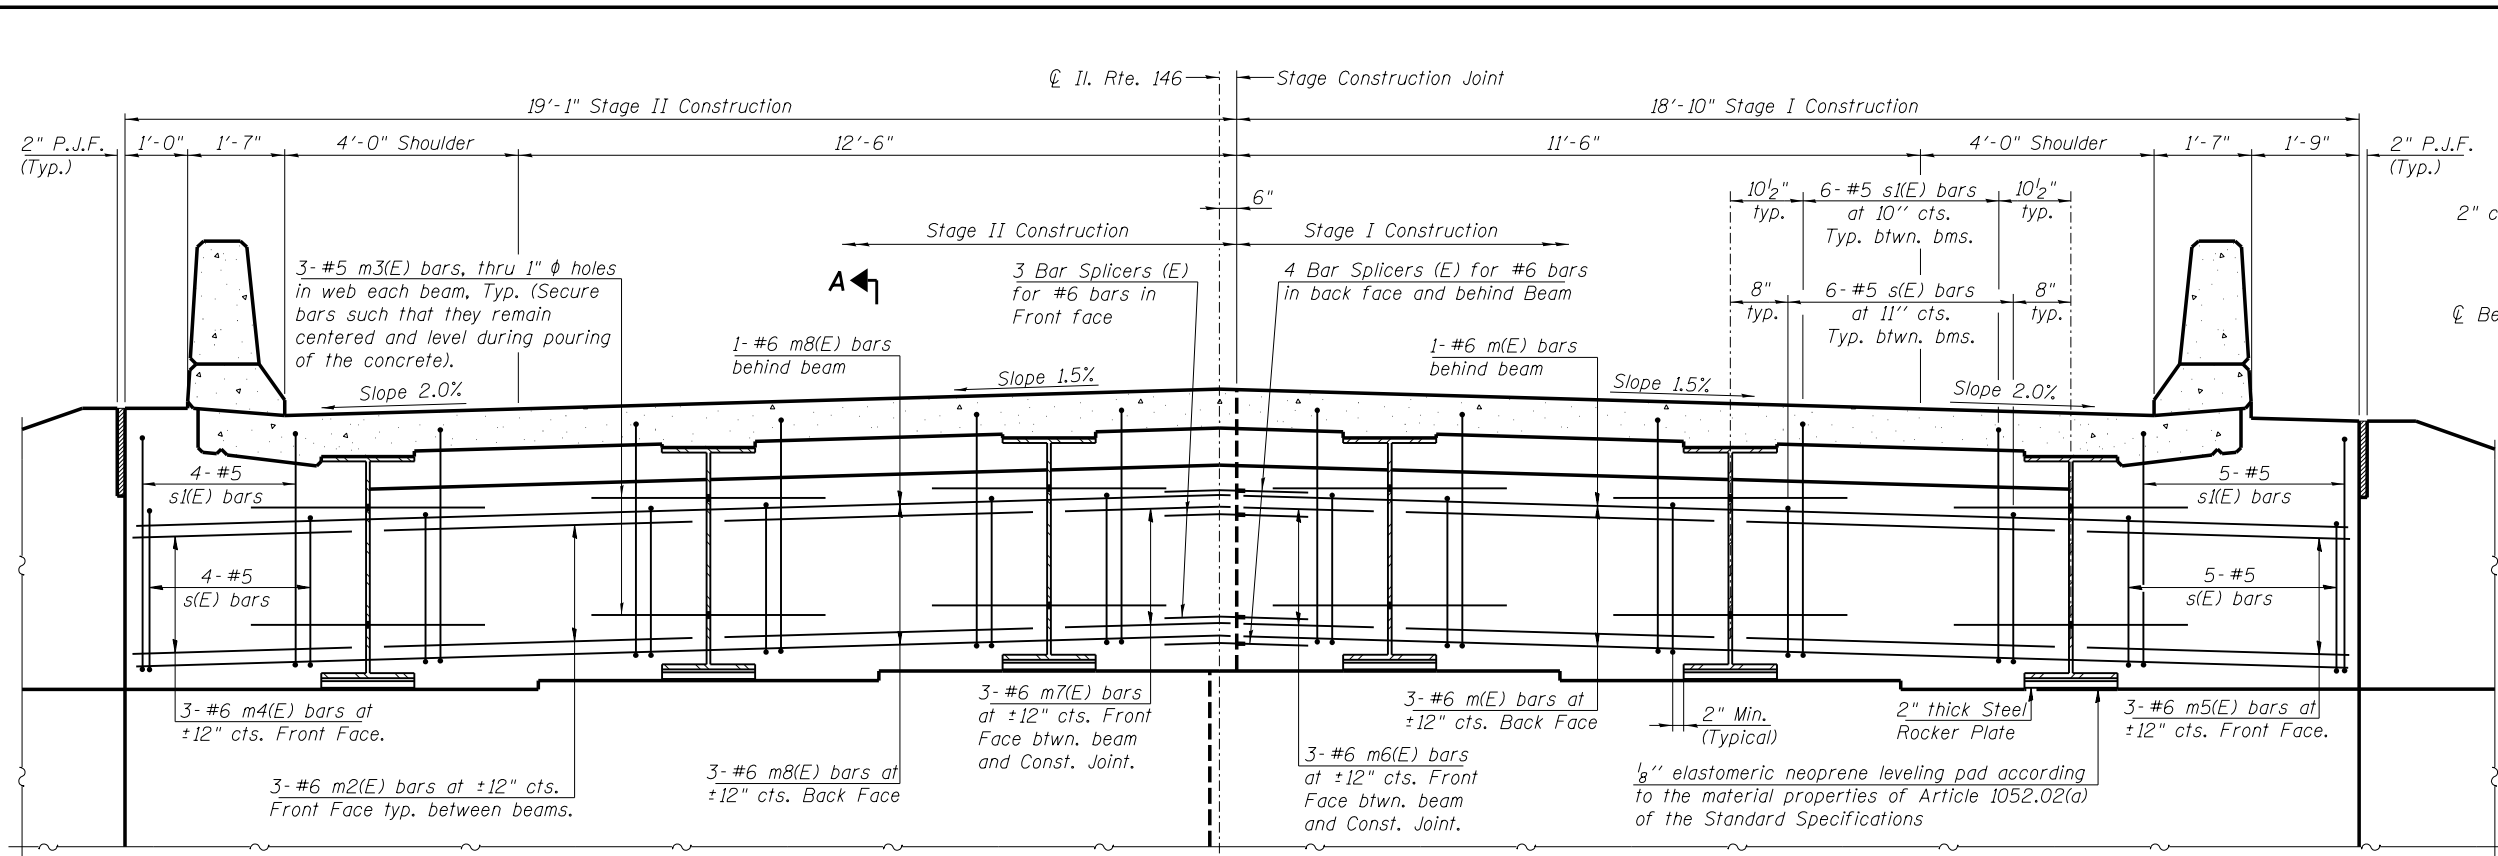 ℄ Il. Rte. 146
Stage Construction Joint
19'-1" Stage II Construction
18'-10" Stage I Construction
2" P.J.F.
(Typ.)
1'-0"
1'-7"
4'-0" Shoulder
12'-6"
11'-6"
4'-0" Shoulder
1'-7"
1'-9"
2" P.J.F.
(Typ.)
6"
10½"
typ.
6-#5 s1(E) bars
at 10" cts.
Typ. btwn. bms.
10½"
typ.
2" c
Stage II Construction
Stage I Construction
3-#5 m3(E) bars, thru 1" ϕ holes
in web each beam, Typ. (Secure
bars such that they remain
centered and level during pouring
of the concrete).
A
3 Bar Splicers (E)
for #6 bars in
Front face
4 Bar Splicers (E) for #6 bars
in back face and behind Beam
8"
typ.
6-#5 s(E) bars
at 11" cts.
Typ. btwn. bms.
8"
typ.
℄ Be
1-#6 m8(E) bars
behind beam
1-#6 m(E) bars
behind beam
Slope 2.0%
Slope 1.5%
Slope 1.5%
Slope 2.0%
4-#5
s1(E) bars
5-#5
s1(E) bars
4-#5
s(E) bars
5-#5
s(E) bars
3-#6 m4(E) bars at
±12" cts. Front Face.
3-#6 m2(E) bars at ±12" cts.
Front Face typ. between beams.
3-#6 m8(E) bars at
±12" cts. Back Face
3-#6 m7(E) bars
at ±12" cts. Front
Face btwn. beam
and Const. Joint.
3-#6 m6(E) bars
at ±12" cts. Front
Face btwn. beam
and Const. Joint.
3-#6 m(E) bars at
±12" cts. Back Face
2" Min.
(Typical)
2" thick Steel
Rocker Plate
3-#6 m5(E) bars at
±12" cts. Front Face.
⅛" elastomeric neoprene leveling pad according
to the material properties of Article 1052.02(a)
of the Standard Specifications